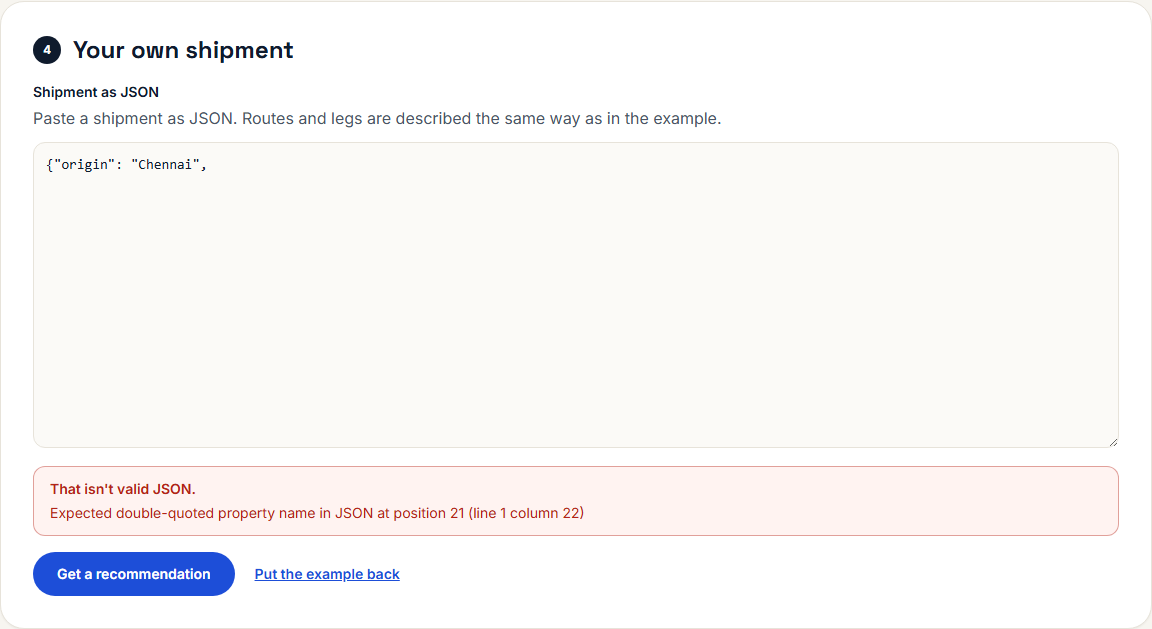 4 Your own shipment
Shipment as JSON
Paste a shipment as JSON. Routes and legs are described the same way as in the example.
{"origin": "Chennai",
That isn't valid JSON.
Expected double-quoted property name in JSON at position 21 (line 1 column 22)
Get a recommendation Put the example back